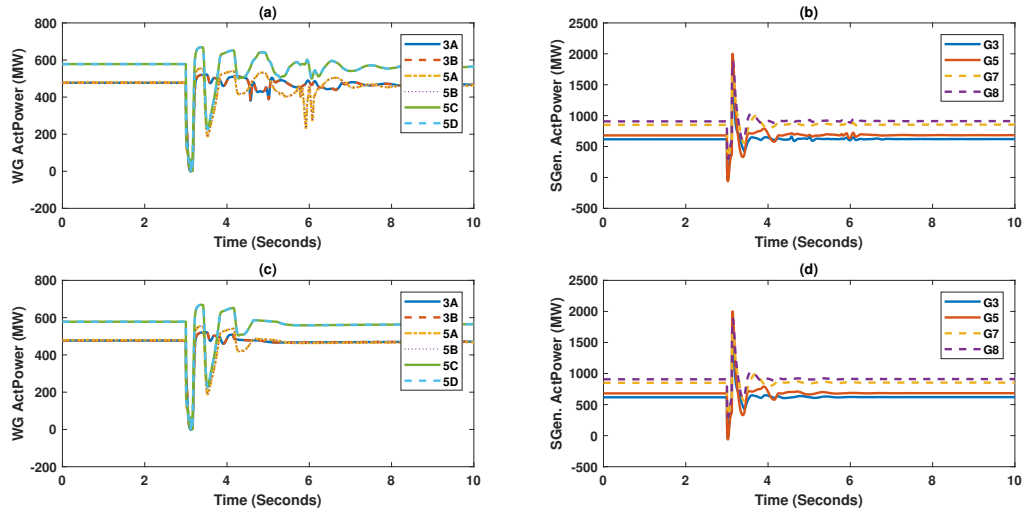 (a)
WG ActPower (MW)
800
600
400
200
0
-200
0 2 4 6 8 10
Time (Seconds)
3A
3B
5A
5B
5C
5D
(b)
SGen. ActPower (MW)
2500
2000
1500
1000
500
0
-500
0 2 4 6 8 10
Time (Seconds)
G3
G5
G7
G8
(c)
WG ActPower (MW)
800
600
400
200
0
-200
0 2 4 6 8 10
Time (Seconds)
3A
3B
5A
5B
5C
5D
(d)
SGen. ActPower (MW)
2500
2000
1500
1000
500
0
-500
0 2 4 6 8 10
Time (Seconds)
G3
G5
G7
G8